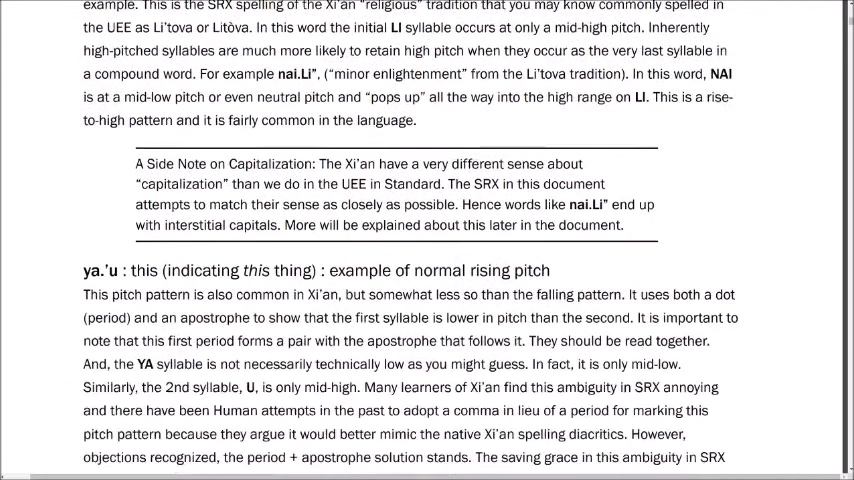 example. This is the SRX spelling of the Xi'an “religious” tradition that you may know commonly spelled in
the UEE as Li'tova or Litòva. In this word the initial LI syllable occurs at only a mid-high pitch. Inherently
high-pitched syllables are much more likely to retain high pitch when they occur as the very last syllable in
a compound word. For example nai.Li”, (“minor enlightenment” from the Li'tova tradition). In this word, NAI
is at a mid-low pitch or even neutral pitch and “pops up” all the way into the high range on LI. This is a rise-
to-high pattern and it is fairly common in the language.
A Side Note on Capitalization: The Xi'an have a very different sense about
“capitalization” than we do in the UEE in Standard. The SRX in this document
attempts to match their sense as closely as possible. Hence words like nai.Li” end up
with interstitial capitals. More will be explained about this later in the document.
ya.'u : this (indicating this thing) : example of normal rising pitch
This pitch pattern is also common in Xi'an, but somewhat less so than the falling pattern. It uses both a dot
(period) and an apostrophe to show that the first syllable is lower in pitch than the second. It is important to
note that this first period forms a pair with the apostrophe that follows it. They should be read together.
And, the YA syllable is not necessarily technically low as you might guess. In fact, it is only mid-low.
Similarly, the 2nd syllable, U, is only mid-high. Many learners of Xi'an find this ambiguity in SRX annoying
and there have been Human attempts in the past to adopt a comma in lieu of a period for marking this
pitch pattern because they argue it would better mimic the native Xi'an spelling diacritics. However,
objections recognized, the period + apostrophe solution stands. The saving grace in this ambiguity in SRX